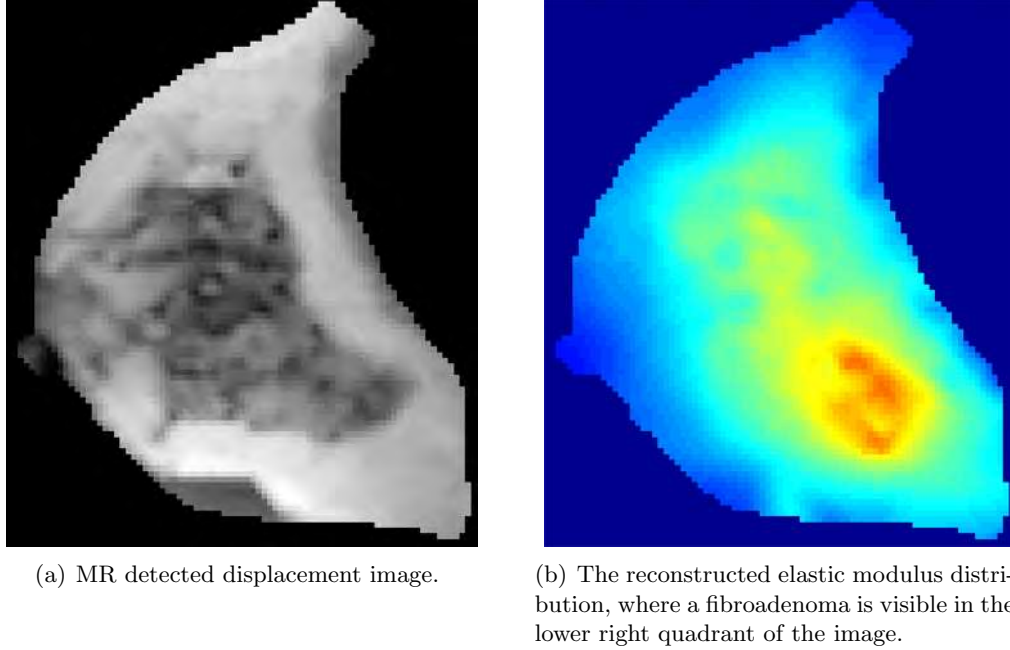 (a) MR detected displacement image.
(b) The reconstructed elastic modulus distri-
bution, where a fibroadenoma is visible in the
lower right quadrant of the image.